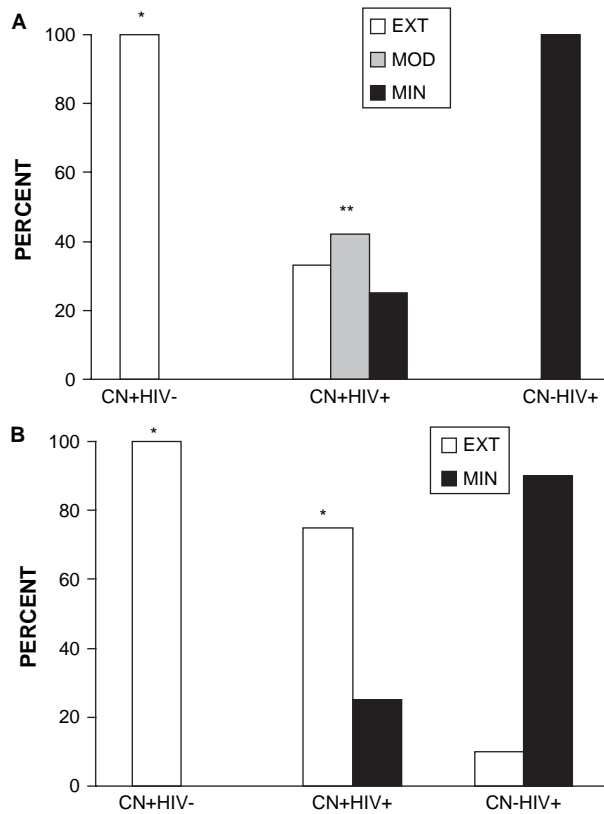 A
*
100
EXT
MOD
MIN
80
60
**
PERCENT
40
20
0
CN+HIV-
CN+HIV+
CN-HIV+
B
*
100
EXT
MIN
80
*
60
PERCENT
40
20
0
CN+HIV-
CN+HIV+
CN-HIV+